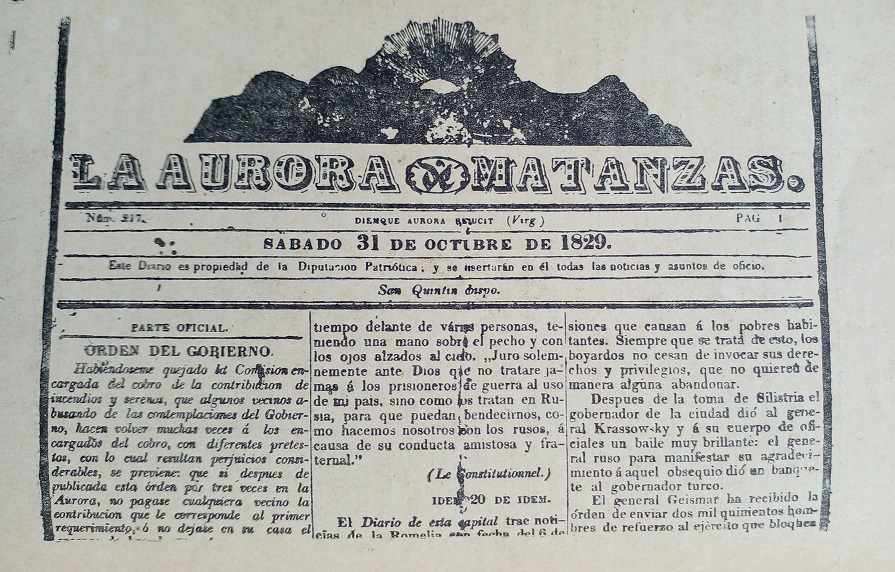 LA AURORA DE MATANZAS.
Núm. 217. DIEMQUE AURORA REDUCIT (Virg) PAG 1
SABADO 31 DE OCTUBRE DE 1829.
Este Diario es propiedad de la Diputacion Patriótica; y se insertarán en él todas las noticias y asuntos de oficio.
San Quintin obispo.
PARTE OFICIAL.
ORDEN DEL GOBIERNO.
Habiéndoseme quejado la Comision en-
cargada del cobro de la contribucion de
incendios y serenos, que algunos vecinos a-
busando de las contemplaciones del Gobier-
no, hacen volver muchas veces á los en-
cargados del cobro, con diferentes pretes-
tos, con lo cual resultan perjuicios consi-
derables, se previene: que si despues de
publicada esta órden por tres veces en la
Aurora, no pagase cualquiera vecino la
contribucion que le corresponde al primer
requerimiento, ó no dejase en su casa el
tiempo delante de várias personas, te-
niendo una mano sobre el pecho y con
los ojos alzados al cielo. „Juro solem-
nemente ante Dios que no tratare ja-
mas á los prisioneros de guerra al uso
de mi pais, sino como los tratan en Ru-
sia, para que puedan bendecirnos, co-
mo hacemos nosotros con los rusos, á
causa de su conducta amistosa y fra-
ternal."
(Le Constitutionnel.)
IDEM 20 DE IDEM.
El Diario de esta capital trae noti-
cias de la Romelia con fecha del 6 de
siones que causan á los pobres habi-
tantes. Siempre que se trata de esto, los
boyardos no cesan de invocar sus dere-
chos y privilegios, que no quieren de
manera alguna abandonar.
Despues de la toma de Silistria el
gobernador de la ciudad dió al gene-
ral Krassow-ky y á su cuerpo de ofi-
ciales un baile muy brillante: el gene-
ral ruso para manifestar su agradeci-
miento á aquel obsequio dió un banque-
te al gobernador turco.
El general Geismar ha recibido la
órden de enviar dos mil quinientos hom-
bres de refuerzo al ejército que bloquea